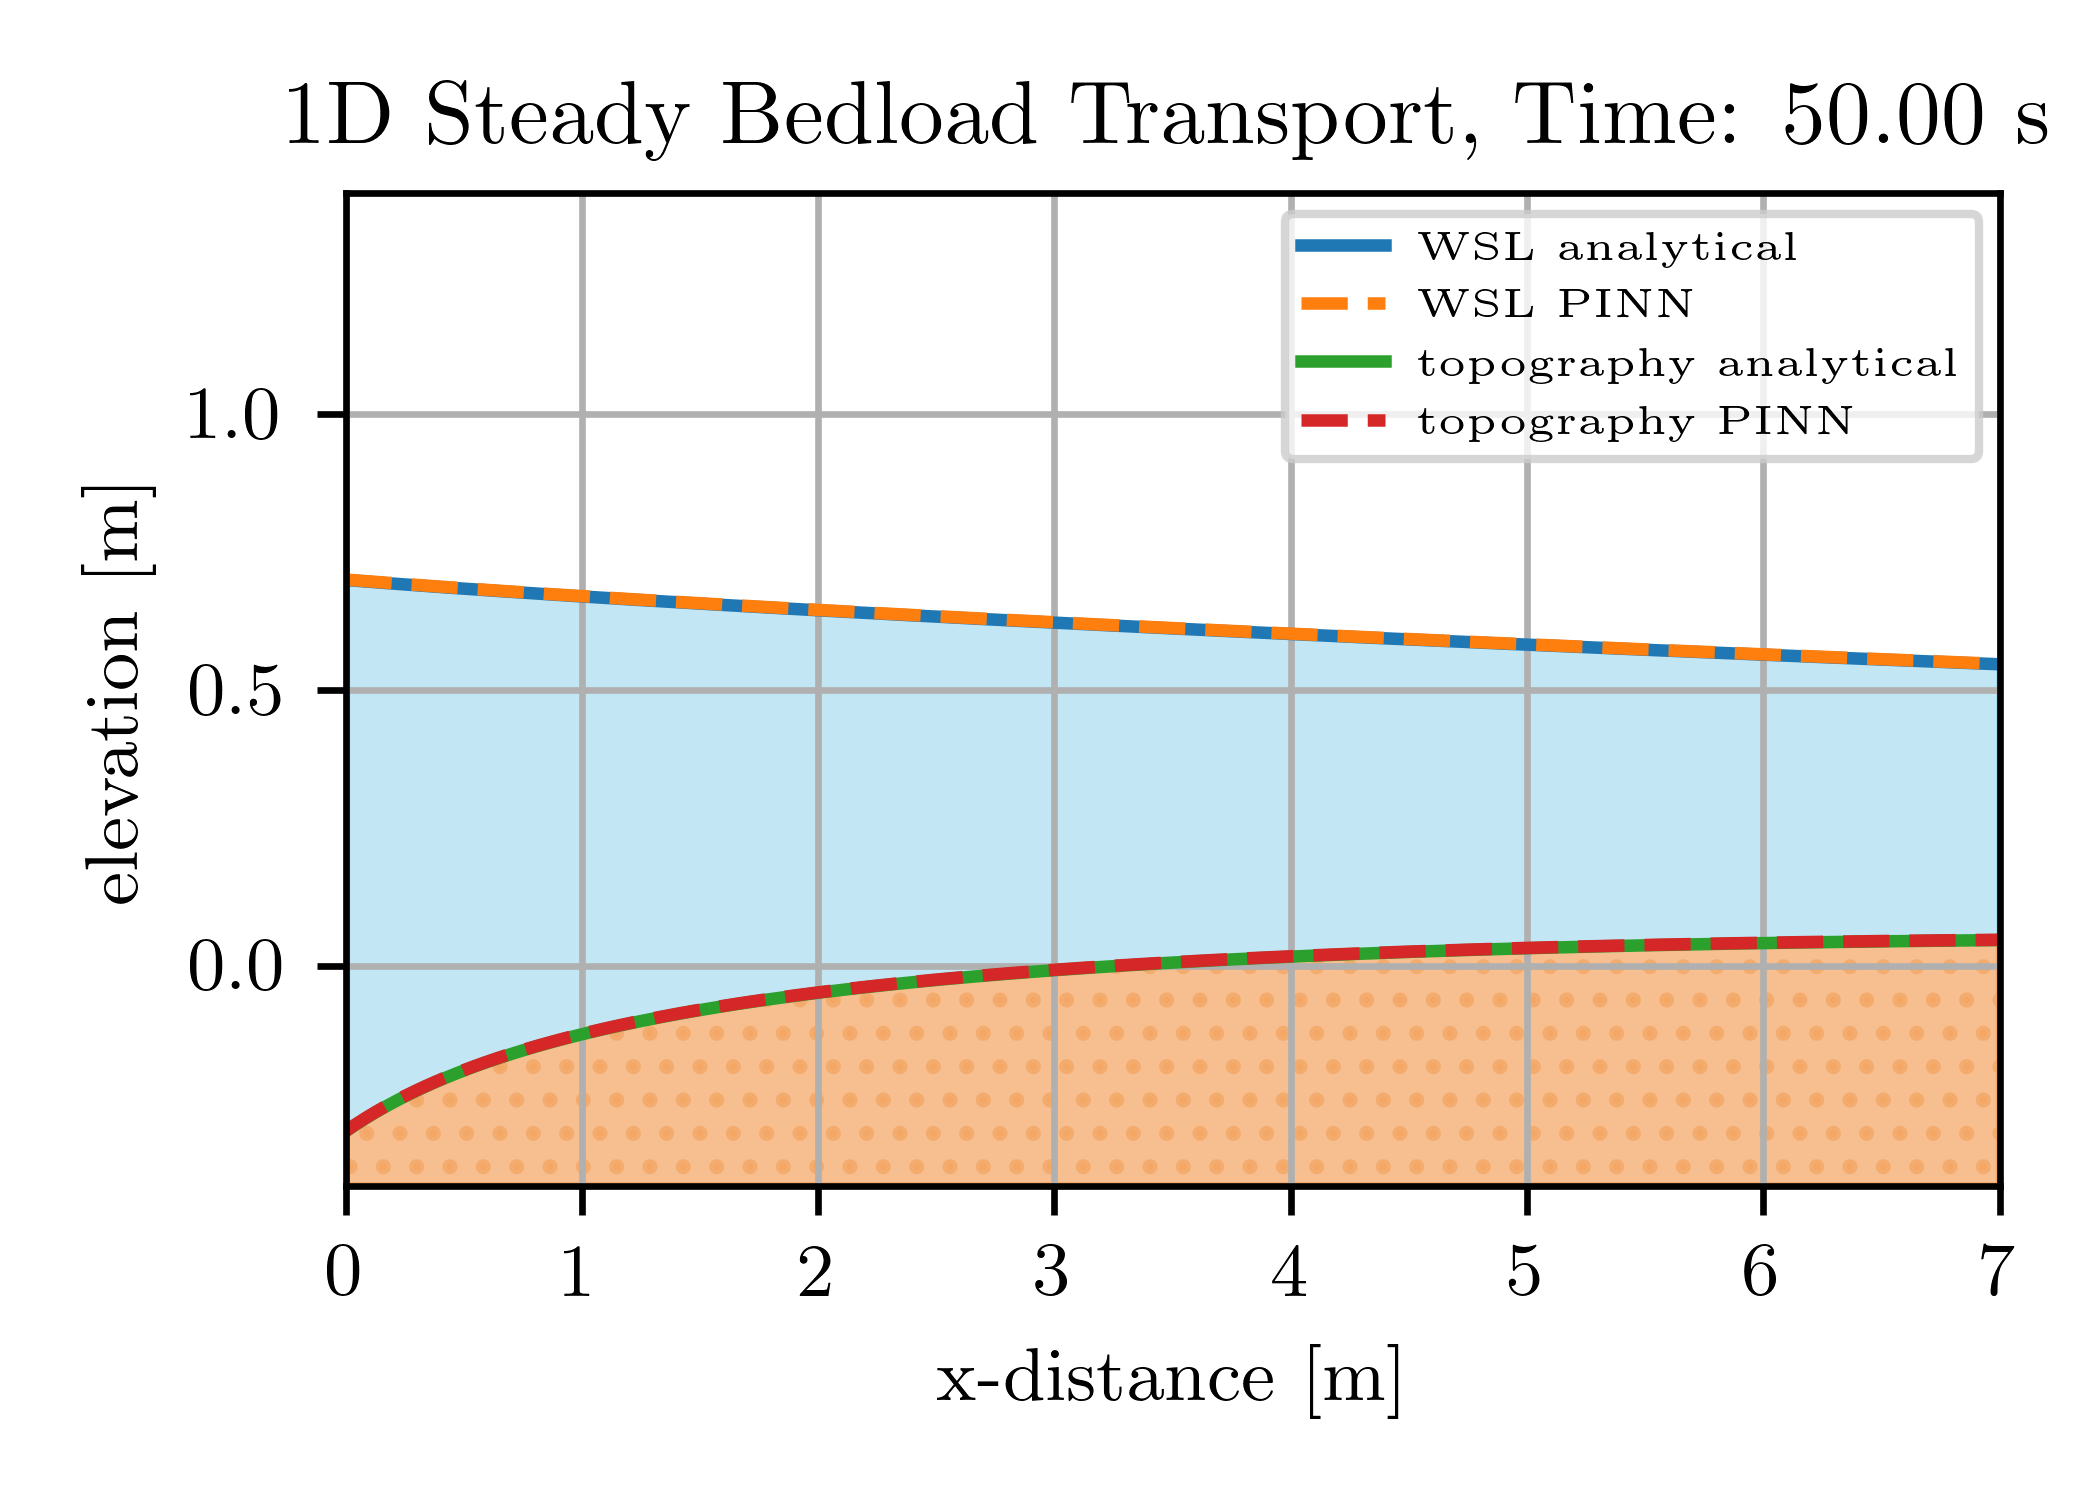 1D Steady Bedload Transport, Time: 50.00 s
WSL analytical
WSL PINN
topography analytical
topography PINN
elevation [m]
1.0
0.5
0.0
0 1 2 3 4 5 6 7
x-distance [m]